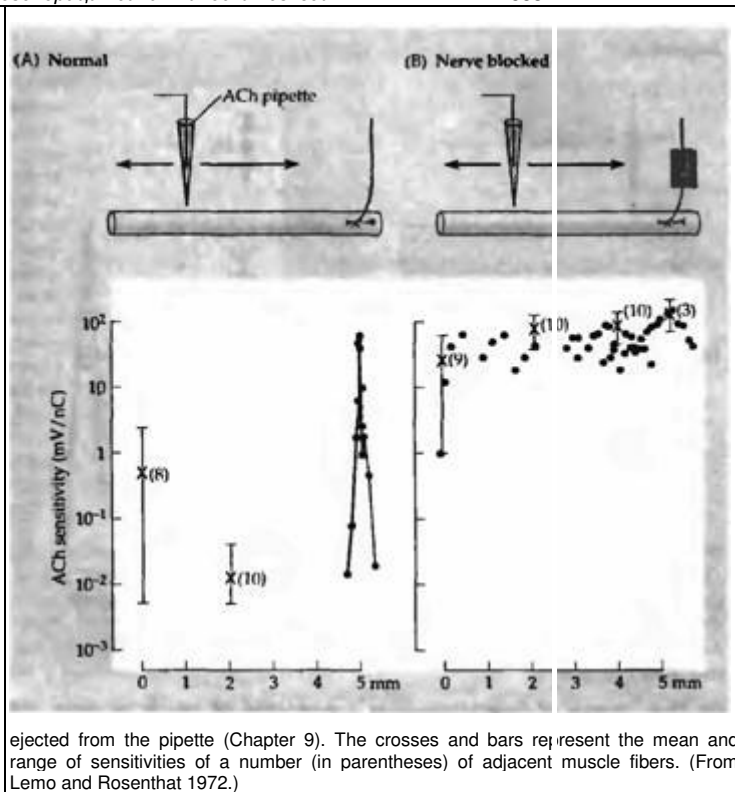 (A) Normal
(B) Nerve blocked
ACh pipette
ACh sensitivity (mV/nC)
10²
10
1
10⁻¹
10⁻²
10⁻³
(8)
(10)
0 1 2 3 4 5 mm
(9)
(10)
(10)
(3)
0 1 2 3 4 5 mm
ejected from the pipette (Chapter 9). The crosses and bars represent the mean and
range of sensitivities of a number (in parentheses) of adjacent muscle fibers. (From
Lemo and Rosenthat 1972.)